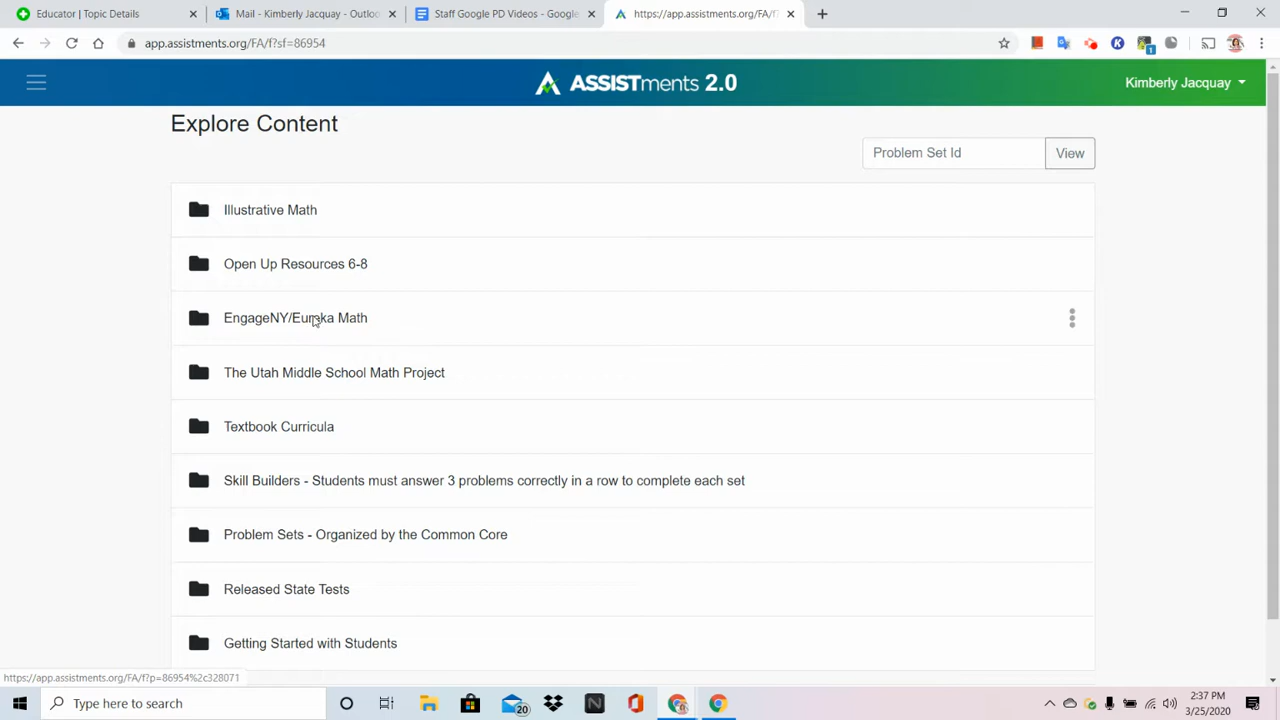 Educator | Topic Details
Mail - Kimberly Jacquay - Outloo
Staff Google PD Videos - Google
https://app.assistments.org/FA/f?
app.assistments.org/FA/f?sf=86954
ASSISTments 2.0
Kimberly Jacquay
Explore Content
Problem Set Id
View
Illustrative Math
Open Up Resources 6-8
EngageNY/Eureka Math
The Utah Middle School Math Project
Textbook Curricula
Skill Builders - Students must answer 3 problems correctly in a row to complete each set
Problem Sets - Organized by the Common Core
Released State Tests
Getting Started with Students
https://app.assistments.org/FA/f?p=86954%2c328071
Type here to search
20
2:37 PM
3/25/2020